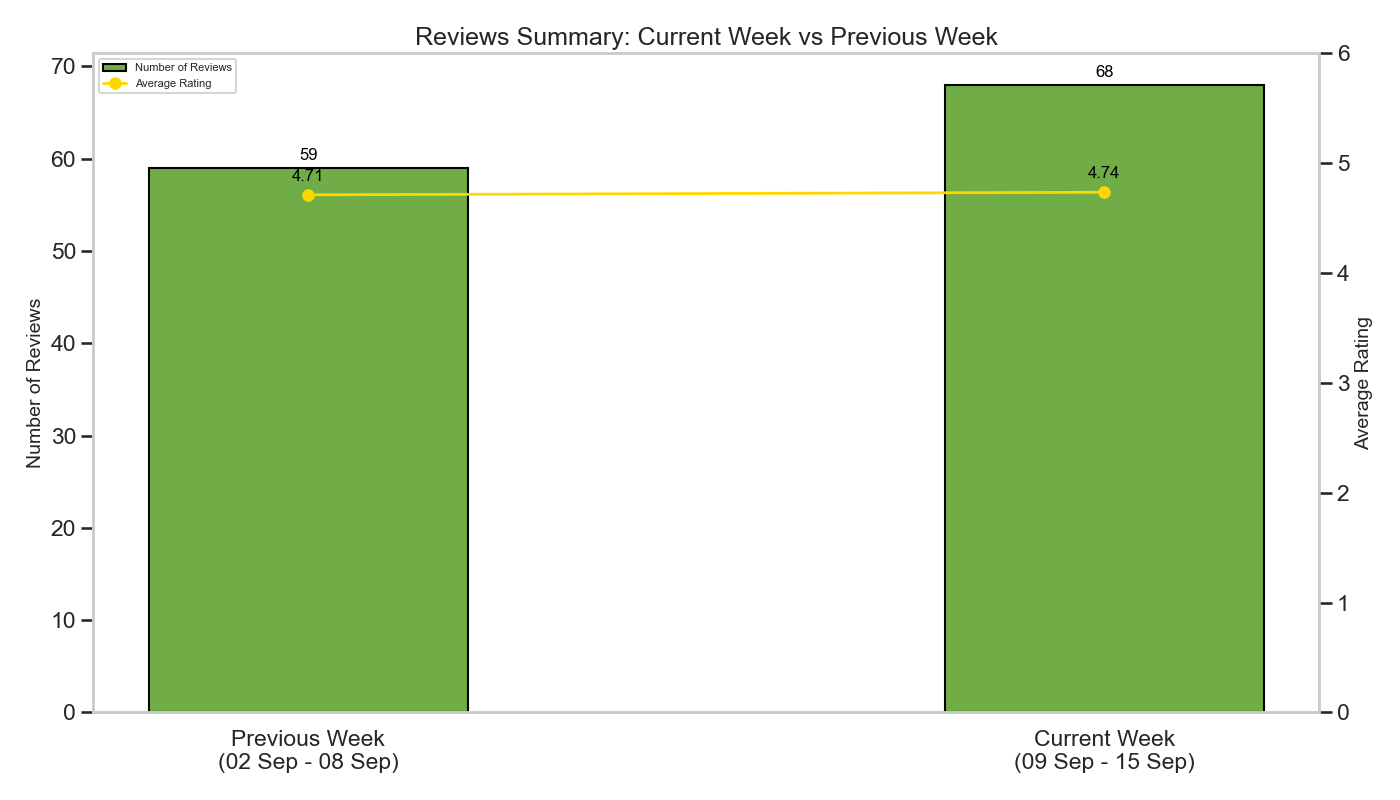 Reviews Summary: Current Week vs Previous Week
Number of Reviews
Average Rating
70
60
50
40
30
20
10
0
Number of Reviews
59
4.71
68
4.74
6
5
4
3
2
1
0
Average Rating
Previous Week
(02 Sep - 08 Sep)
Current Week
(09 Sep - 15 Sep)